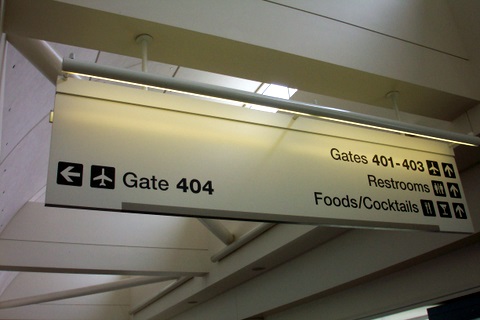 Gate 404
Gates 401-403
Restrooms
Foods/Cocktails